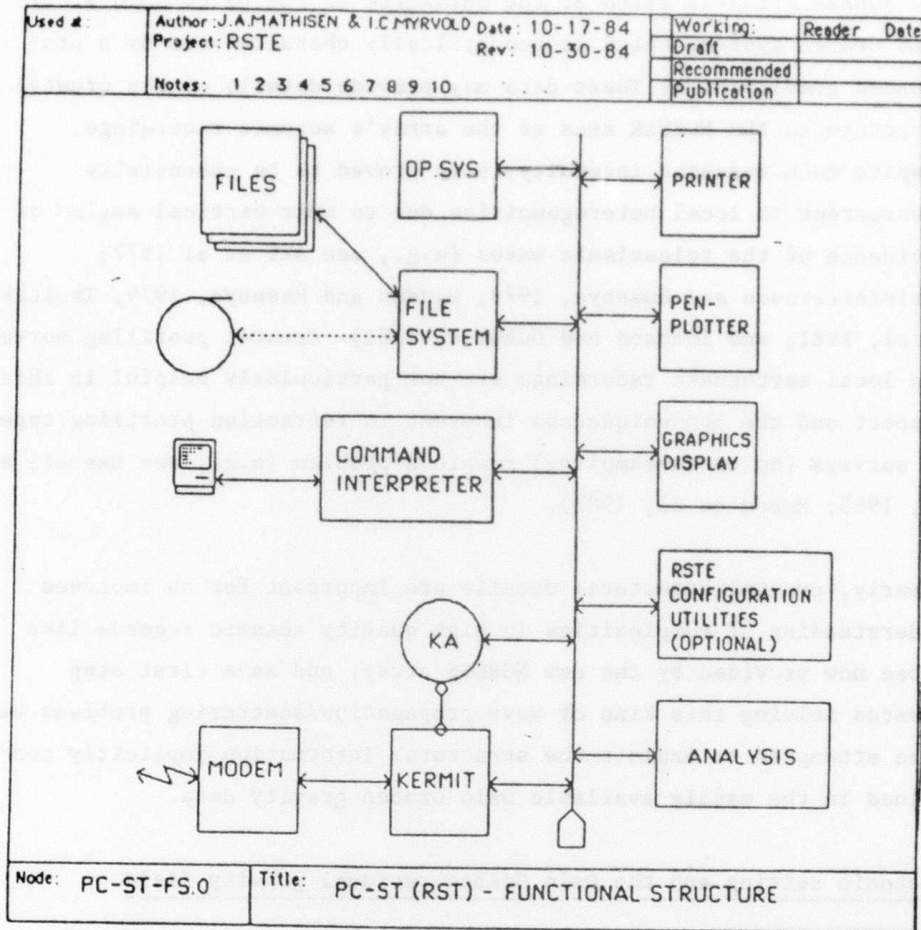 Used at:
Author: J.A.MATHISEN & I.C MYRVOLD
Date: 10-17-84
Working:
Reader Date
Project: RSTE
Rev: 10-30-84
Draft
Recommended
Notes: 1 2 3 4 5 6 7 8 9 10
Publication
FILES
OP SYS
PRINTER
FILE
SYSTEM
PEN-
PLOTTER
COMMAND
INTERPRETER
GRAPHICS
DISPLAY
RSTE
CONFIGURATION
UTILITIES
(OPTIONAL)
KA
MODEM
KERMIT
ANALYSIS
Node: PC-ST-FS.0
Title: PC-ST (RST) - FUNCTIONAL STRUCTURE